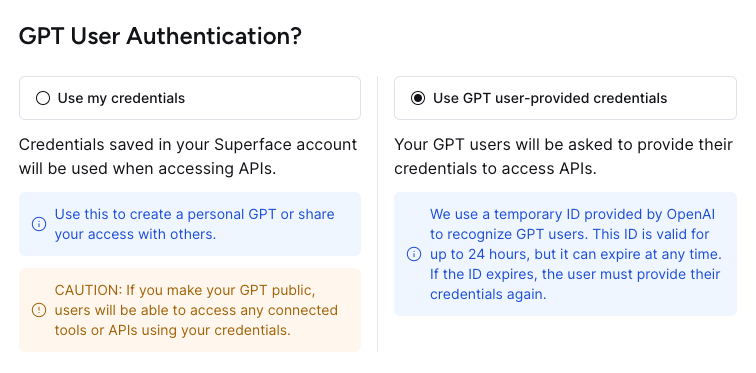 GPT User Authentication?
Use my credentials
Credentials saved in your Superface account
will be used when accessing APIs.
Use this to create a personal GPT or share
your access with others.
CAUTION: If you make your GPT public,
users will be able to access any connected
tools or APIs using your credentials.
Use GPT user-provided credentials
Your GPT users will be asked to provide their
credentials to access APIs.
We use a temporary ID provided by OpenAI
to recognize GPT users. This ID is valid for
up to 24 hours, but it can expire at any time.
If the ID expires, the user must provide their
credentials again.